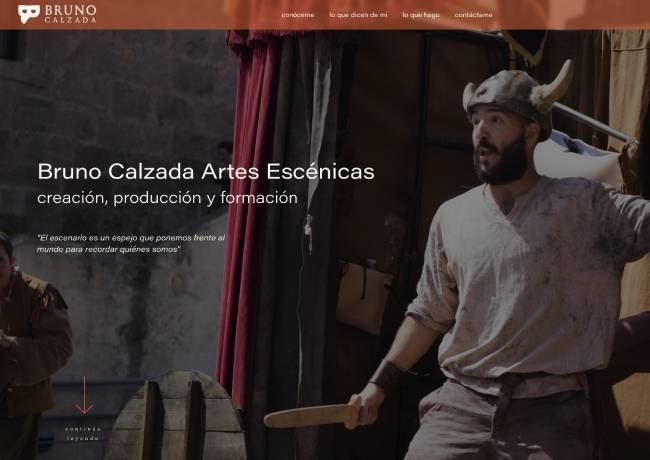 BRUNO
CALZADA
conóceme lo que dicen de mi lo que hago contáctame
Bruno Calzada Artes Escénicas
creación, producción y formación
"El escenario es un espejo que ponemos frente al
mundo para recordar quiénes somos"
continúa
leyendo